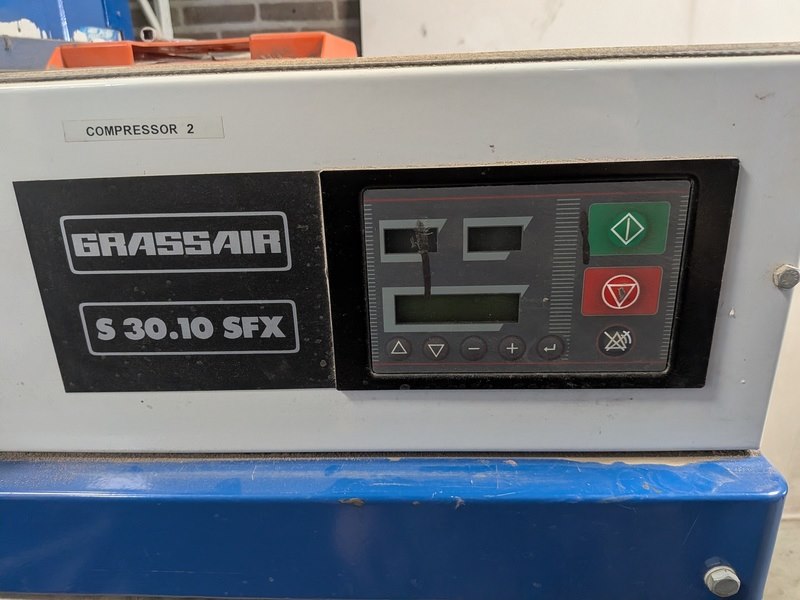 COMPRESSOR 2
GRASSAIR
S 30.10 SFX